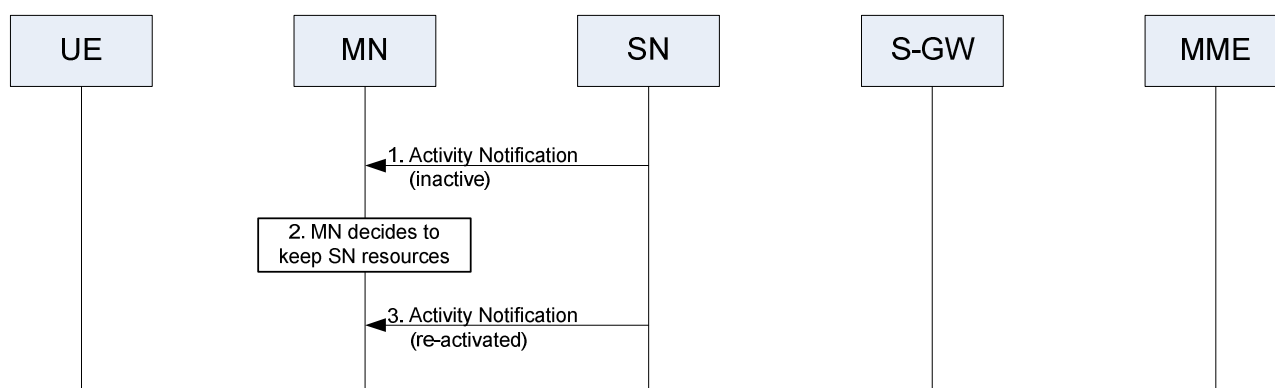 UE
MN
SN
S-GW
MME
1. Activity Notification
(inactive)
2. MN decides to
keep SN resources
3. Activity Notification
(re-activated)